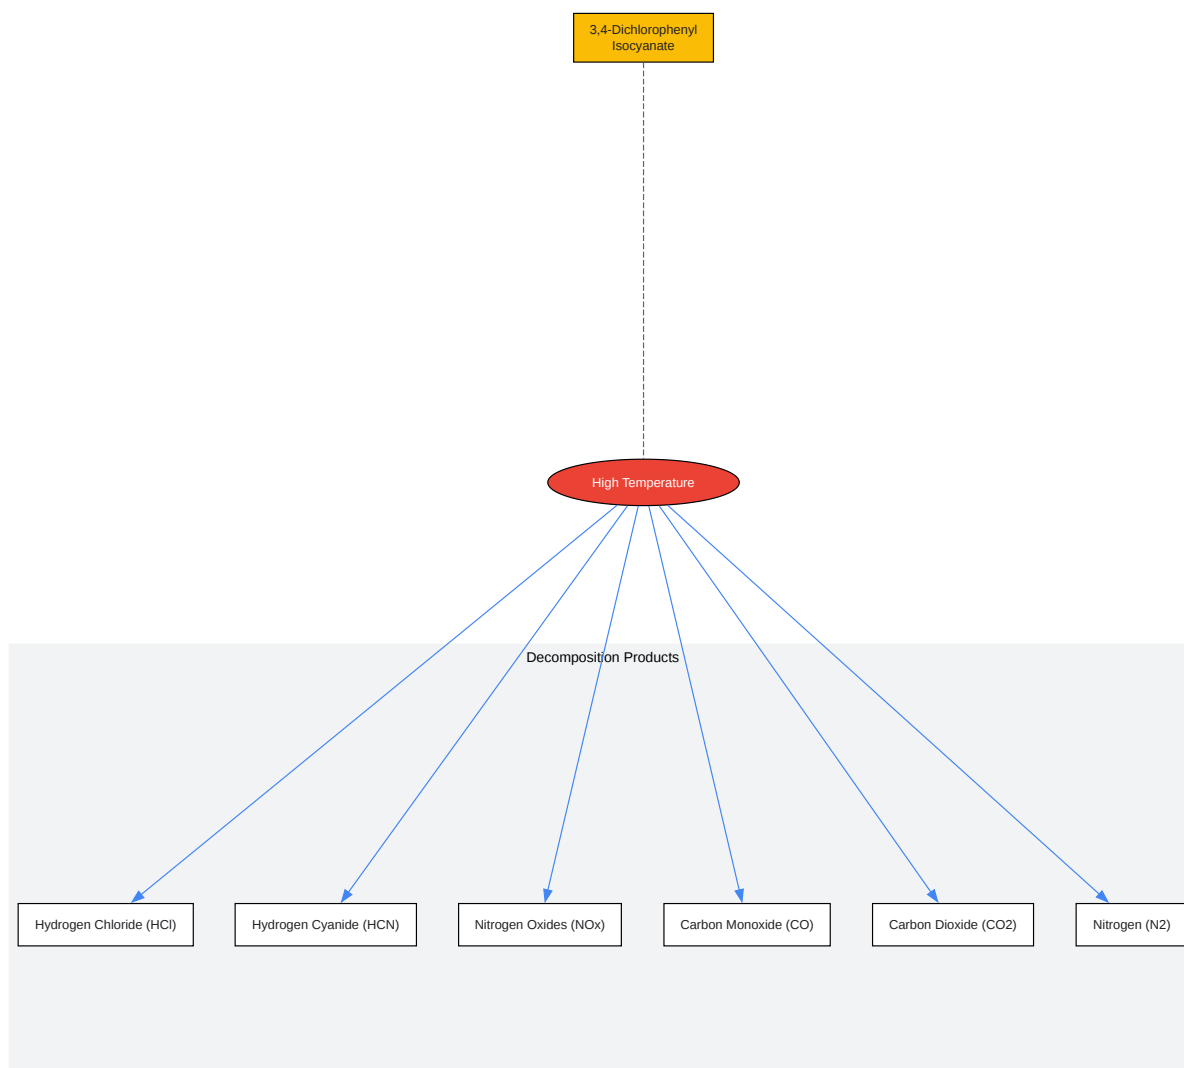 3,4-Dichlorophenyl
Isocyanate
High Temperature
Decomposition Products
Hydrogen Chloride (HCl)
Hydrogen Cyanide (HCN)
Nitrogen Oxides (NOx)
Carbon Monoxide (CO)
Carbon Dioxide (CO2)
Nitrogen (N2)